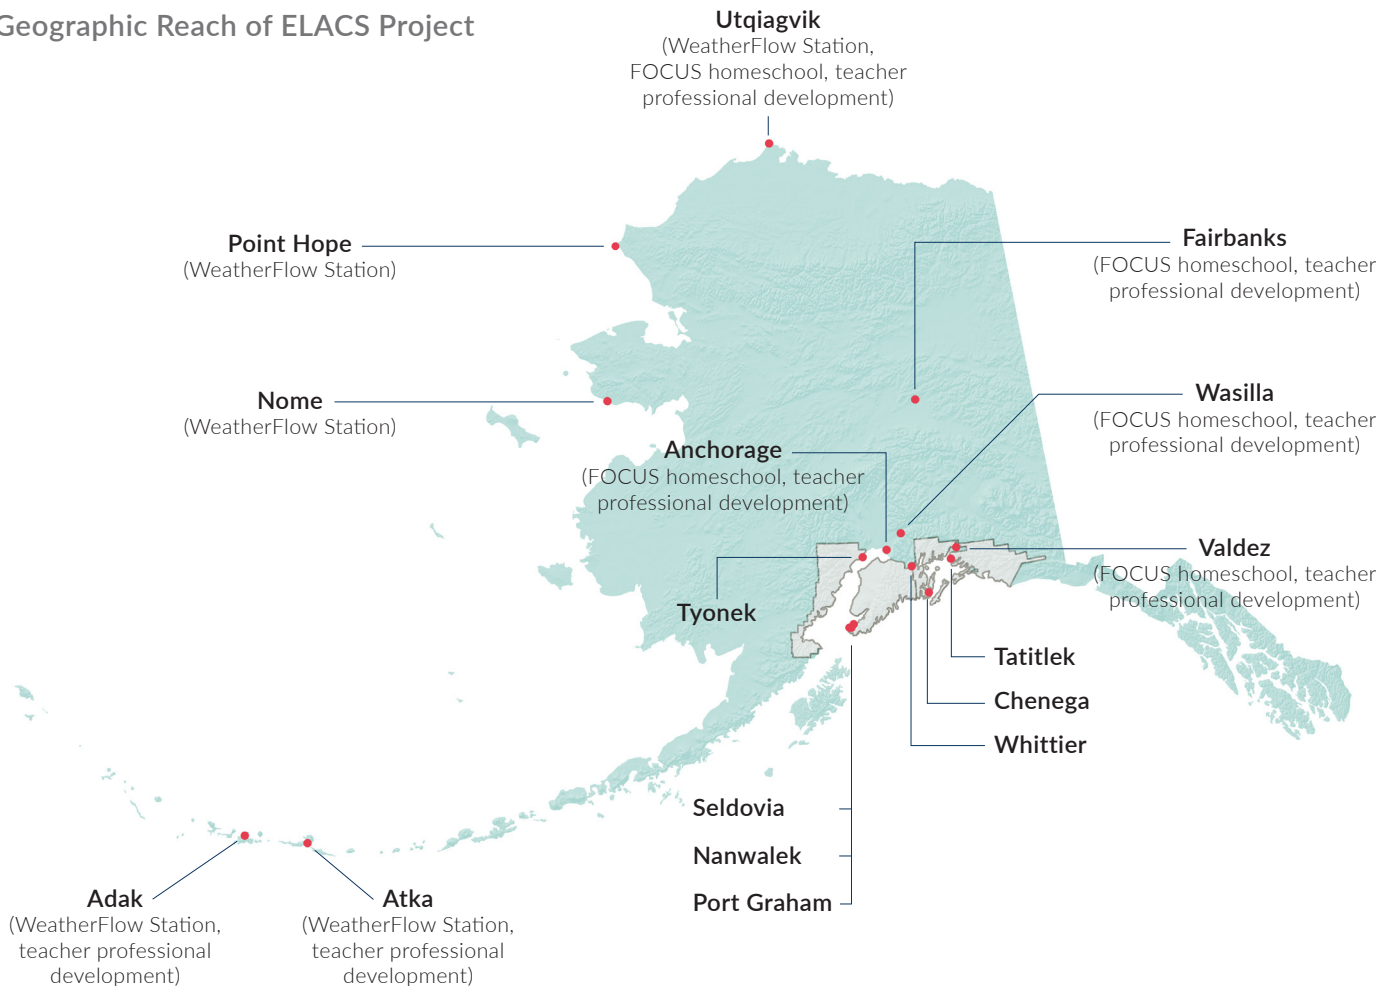 Geographic Reach of ELACS Project
Utqiagvik
(WeatherFlow Station,
FOCUS homeschool, teacher
professional development)
Point Hope
(WeatherFlow Station)
Fairbanks
(FOCUS homeschool, teacher
professional development)
Nome
(WeatherFlow Station)
Wasilla
(FOCUS homeschool, teacher
professional development)
Anchorage
(FOCUS homeschool, teacher
professional development)
Valdez
(FOCUS homeschool, teacher
professional development)
Tyonek
Tatitlek
Chenega
Whittier
Seldovia
Nanwalek
Port Graham
Adak
(WeatherFlow Station,
teacher professional
development)
Atka
(WeatherFlow Station,
teacher professional
development)